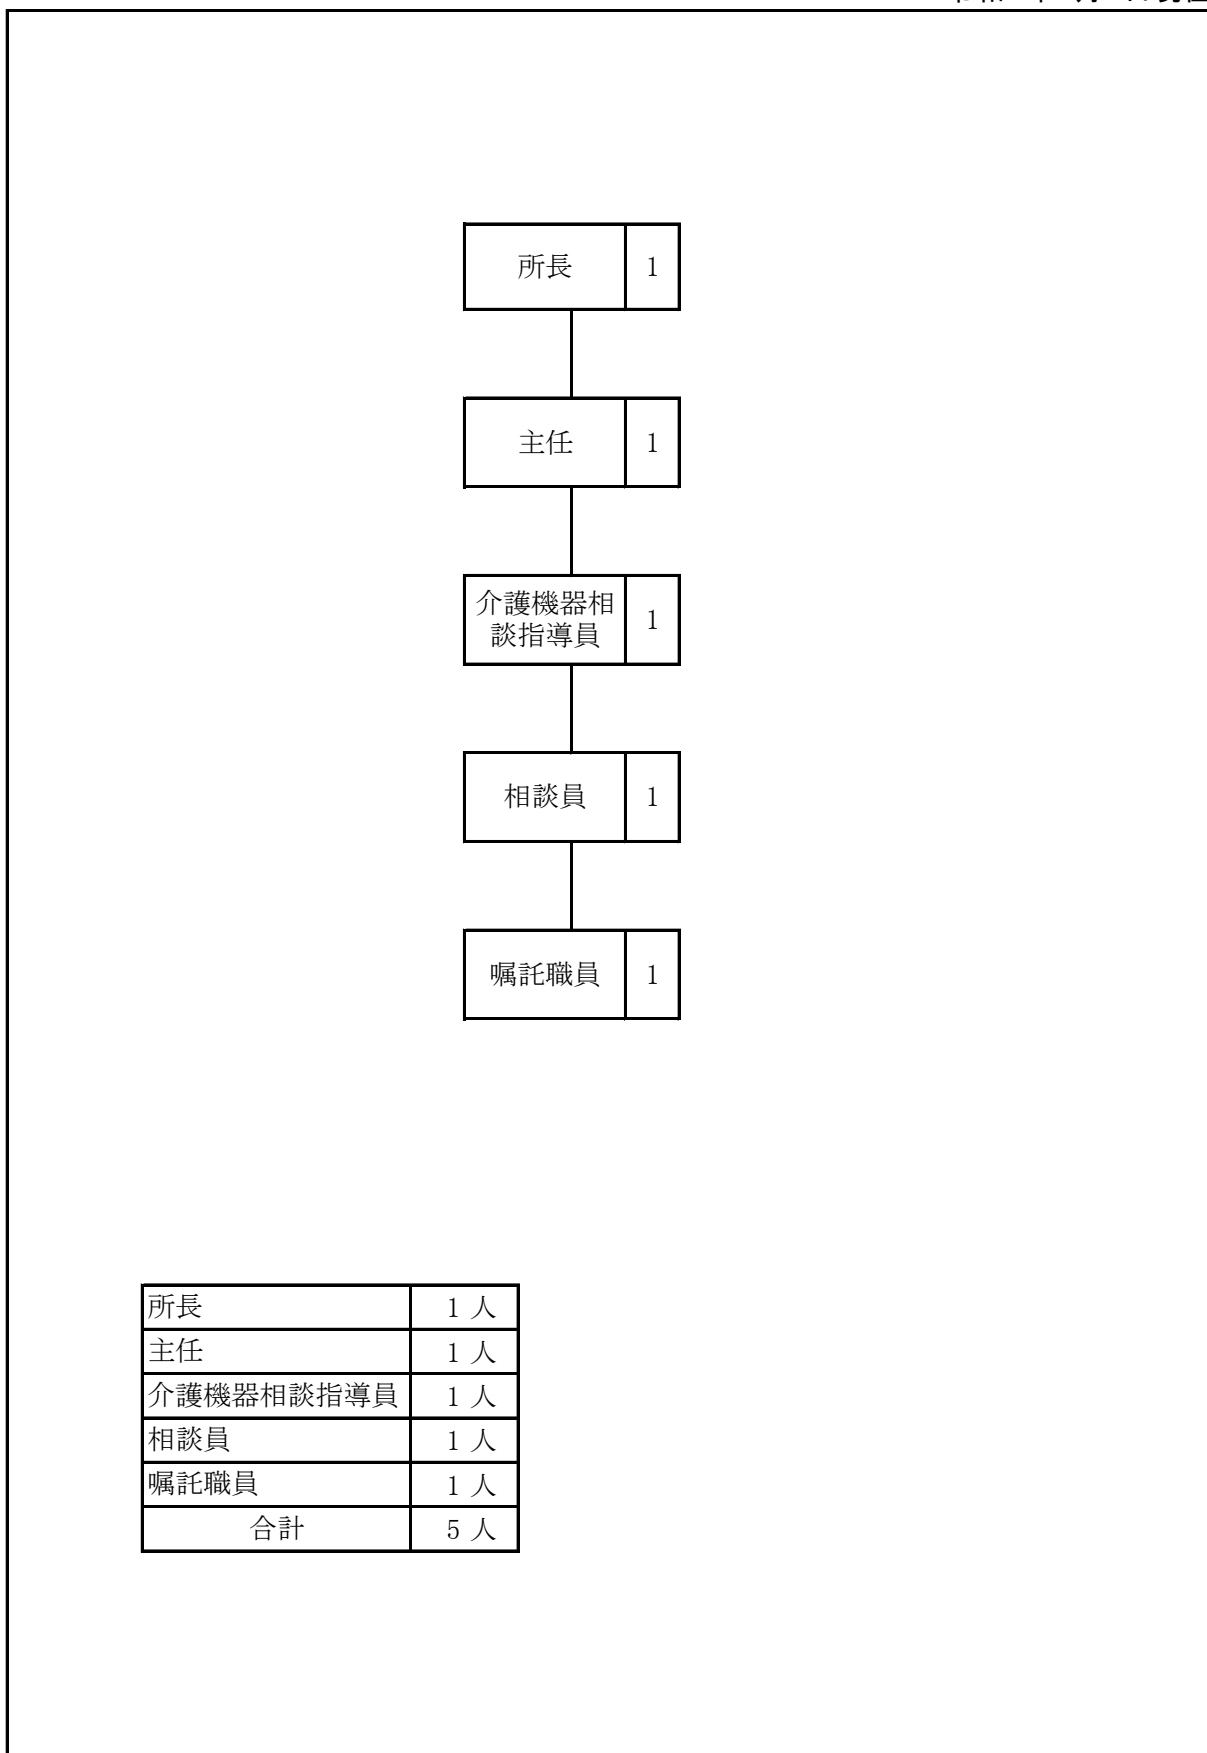 所長 1
主任 1
介護機器相
談指導員 1
相談員 1
嘱託職員 1
所長 1 人
主任 1 人
介護機器相談指導員 1 人
相談員 1 人
嘱託職員 1 人
合計 5 人